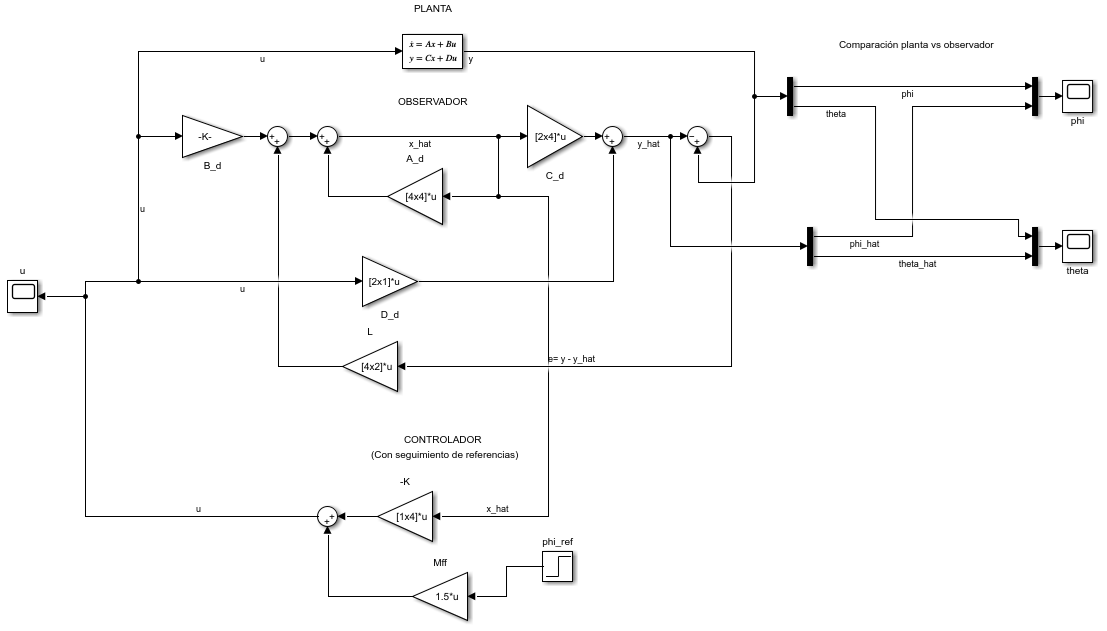 PLANTA
ẋ = Ax + Bu
y = Cx + Du
u
y
Comparación planta vs observador
phi
theta
phi
OBSERVADOR
-K-
B_d
+
+
+
+
x_hat
A_d
[4x4]*u
[2x4]*u
C_d
+
+
y_hat
−
+
u
phi_hat
theta_hat
theta
u
u
[2x1]*u
D_d
L
[4x2]*u
e= y - y_hat
CONTROLADOR
(Con seguimiento de referencias)
-K
[1x4]*u
x_hat
u
+
+
phi_ref
Mff
1.5*u